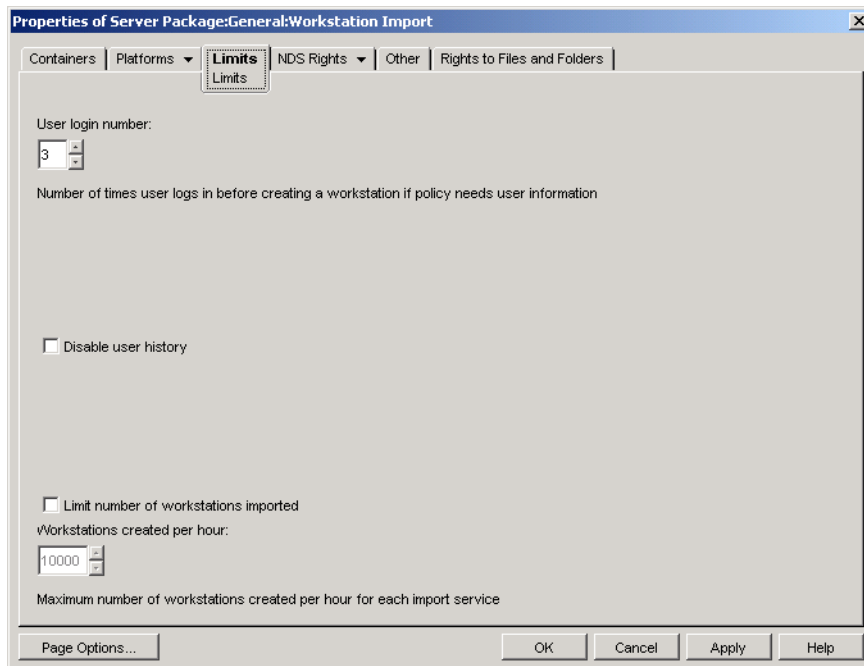 Properties of Server Package:General:Workstation Import
Containers Platforms Limits NDS Rights Other Rights to Files and Folders
Limits
User login number:
3
Number of times user logs in before creating a workstation if policy needs user information
Disable user history
Limit number of workstations imported
Workstations created per hour:
10000
Maximum number of workstations created per hour for each import service
Page Options... OK Cancel Apply Help